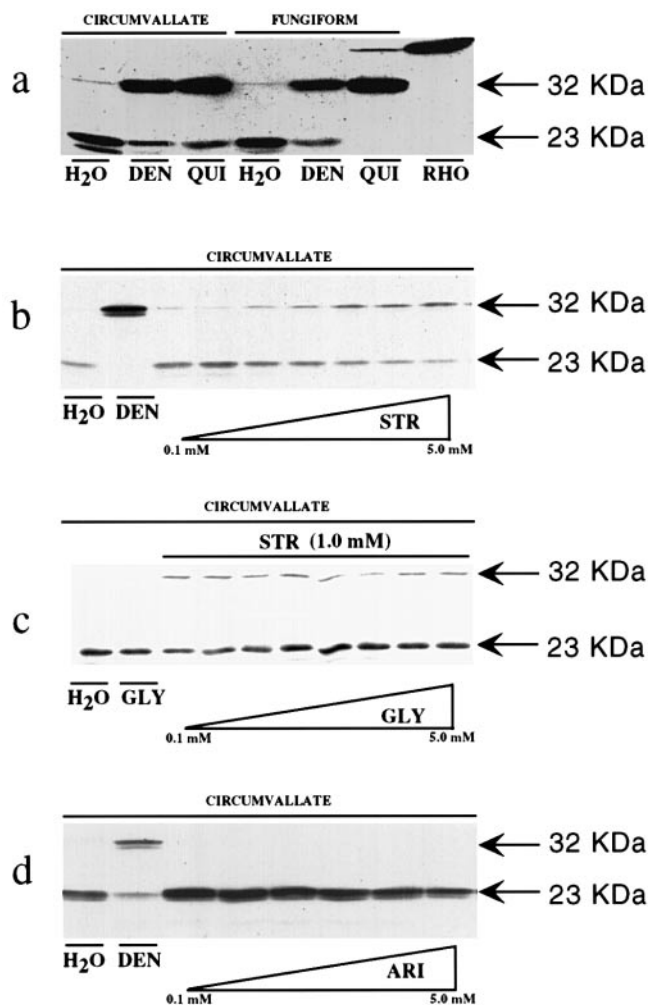 CIRCUMVALLATE FUNGIFORM
a
32 KDa
23 KDa
H2O DEN QUI H2O DEN QUI RHO
CIRCUMVALLATE
b
32 KDa
23 KDa
H2O DEN
STR
0.1 mM 5.0 mM
CIRCUMVALLATE
STR (1.0 mM)
c
32 KDa
23 KDa
H2O GLY
GLY
0.1 mM 5.0 mM
CIRCUMVALLATE
d
32 KDa
23 KDa
H2O DEN
ARI
0.1 mM 5.0 mM